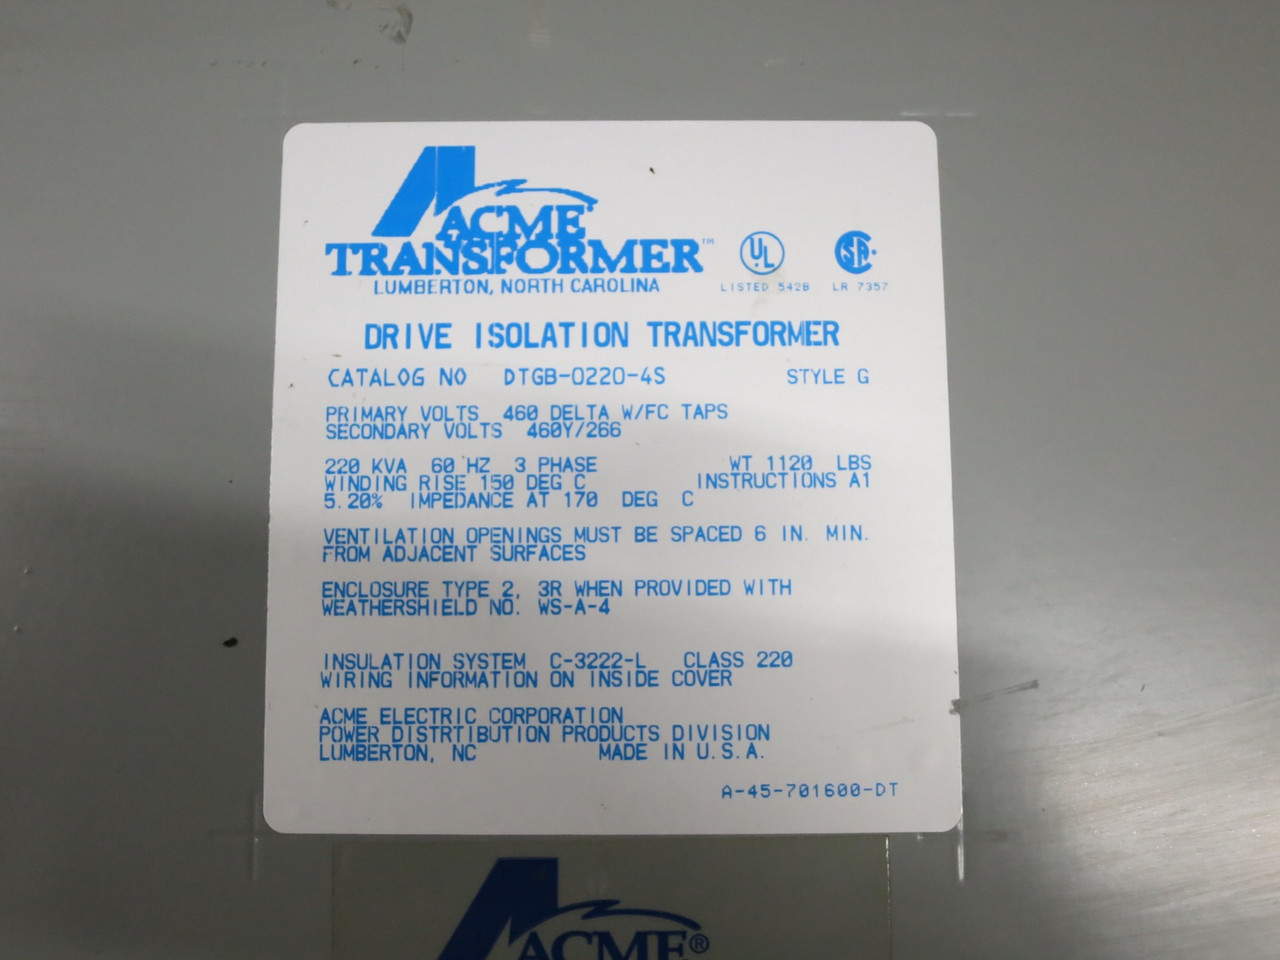 ACME®
TRANSFORMER™
LUMBERTON, NORTH CAROLINA
UL
LISTED 542B
SA
LR 7357
DRIVE ISOLATION TRANSFORMER
CATALOG NO DTGB-0220-4S STYLE G
PRIMARY VOLTS 460 DELTA W/FC TAPS
SECONDARY VOLTS 460Y/266
220 KVA 60 HZ 3 PHASE WT 1120 LBS
WINDING RISE 150 DEG C INSTRUCTIONS A1
5.20% IMPEDANCE AT 170 DEG C
VENTILATION OPENINGS MUST BE SPACED 6 IN. MIN.
FROM ADJACENT SURFACES
ENCLOSURE TYPE 2, 3R WHEN PROVIDED WITH
WEATHERSHIELD NO. WS-A-4
INSULATION SYSTEM C-3222-L CLASS 220
WIRING INFORMATION ON INSIDE COVER
ACME ELECTRIC CORPORATION
POWER DISTRTIBUTION PRODUCTS DIVISION
LUMBERTON, NC MADE IN U.S.A.
A-45-701600-DT
ACME®